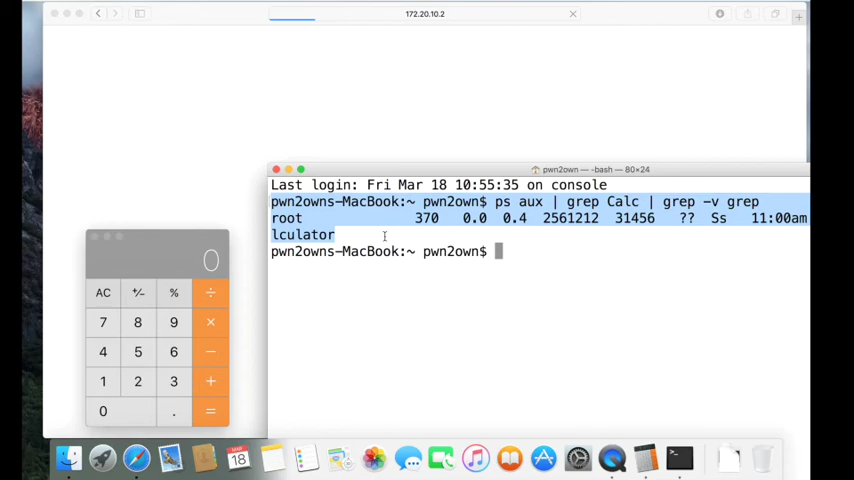 172.20.10.2
pwn2own — -bash — 80×24
Last login: Fri Mar 18 10:55:35 on console
pwn2owns-MacBook:~ pwn2own$ ps aux | grep Calc | grep -v grep
root 370 0.0 0.4 2561212 31456 ?? Ss 11:00am
lculator
pwn2owns-MacBook:~ pwn2own$
0
AC +/- % ÷
7 8 9 ×
4 5 6 −
1 2 3 +
0 . =
18